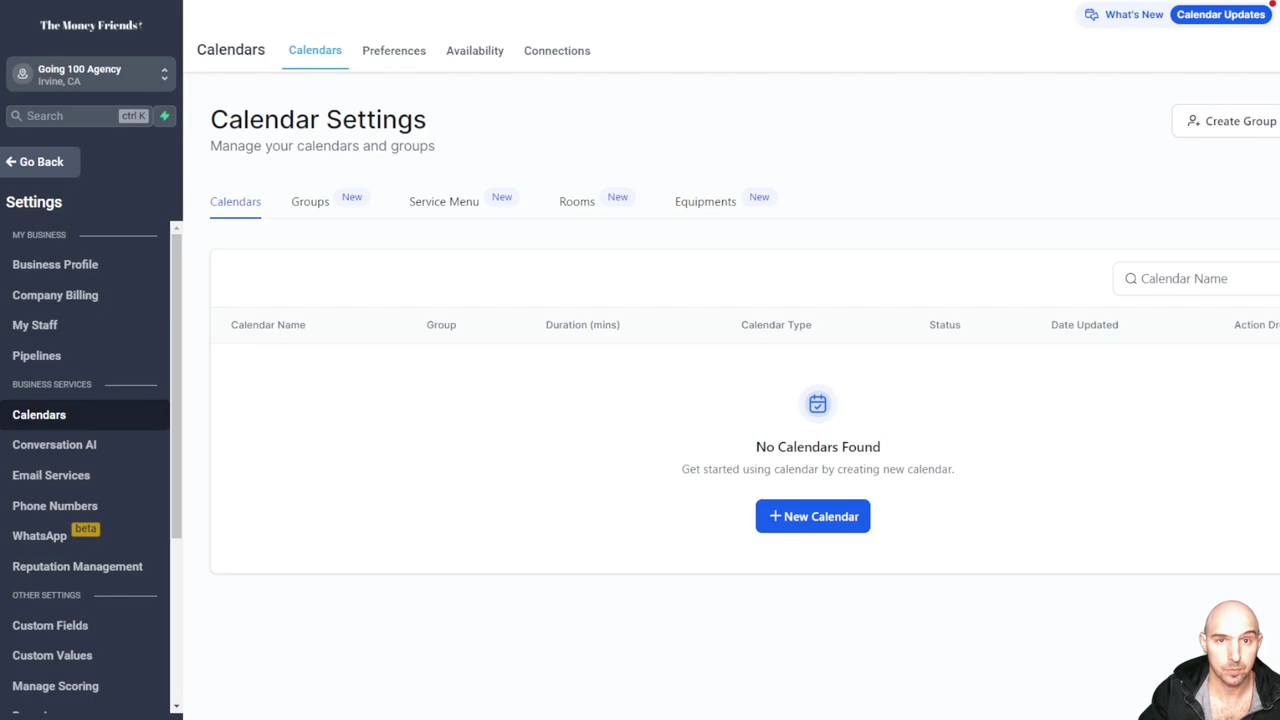 The Money Friends
What's New
Calendar Updates
Going 100 Agency
Irvine, CA
Calendars
Calendars
Preferences
Availability
Connections
Search
ctrl K
Go Back
Calendar Settings
Manage your calendars and groups
Create Group
Settings
Calendars
Groups
New
Service Menu
New
Rooms
New
Equipments
New
MY BUSINESS
Business Profile
Company Billing
My Staff
Pipelines
BUSINESS SERVICES
Calendars
Conversation AI
Email Services
Phone Numbers
WhatsApp
beta
Reputation Management
OTHER SETTINGS
Custom Fields
Custom Values
Manage Scoring
Calendar Name
Calendar Name
Group
Duration (mins)
Calendar Type
Status
Date Updated
Action
No Calendars Found
Get started using calendar by creating new calendar.
+ New Calendar